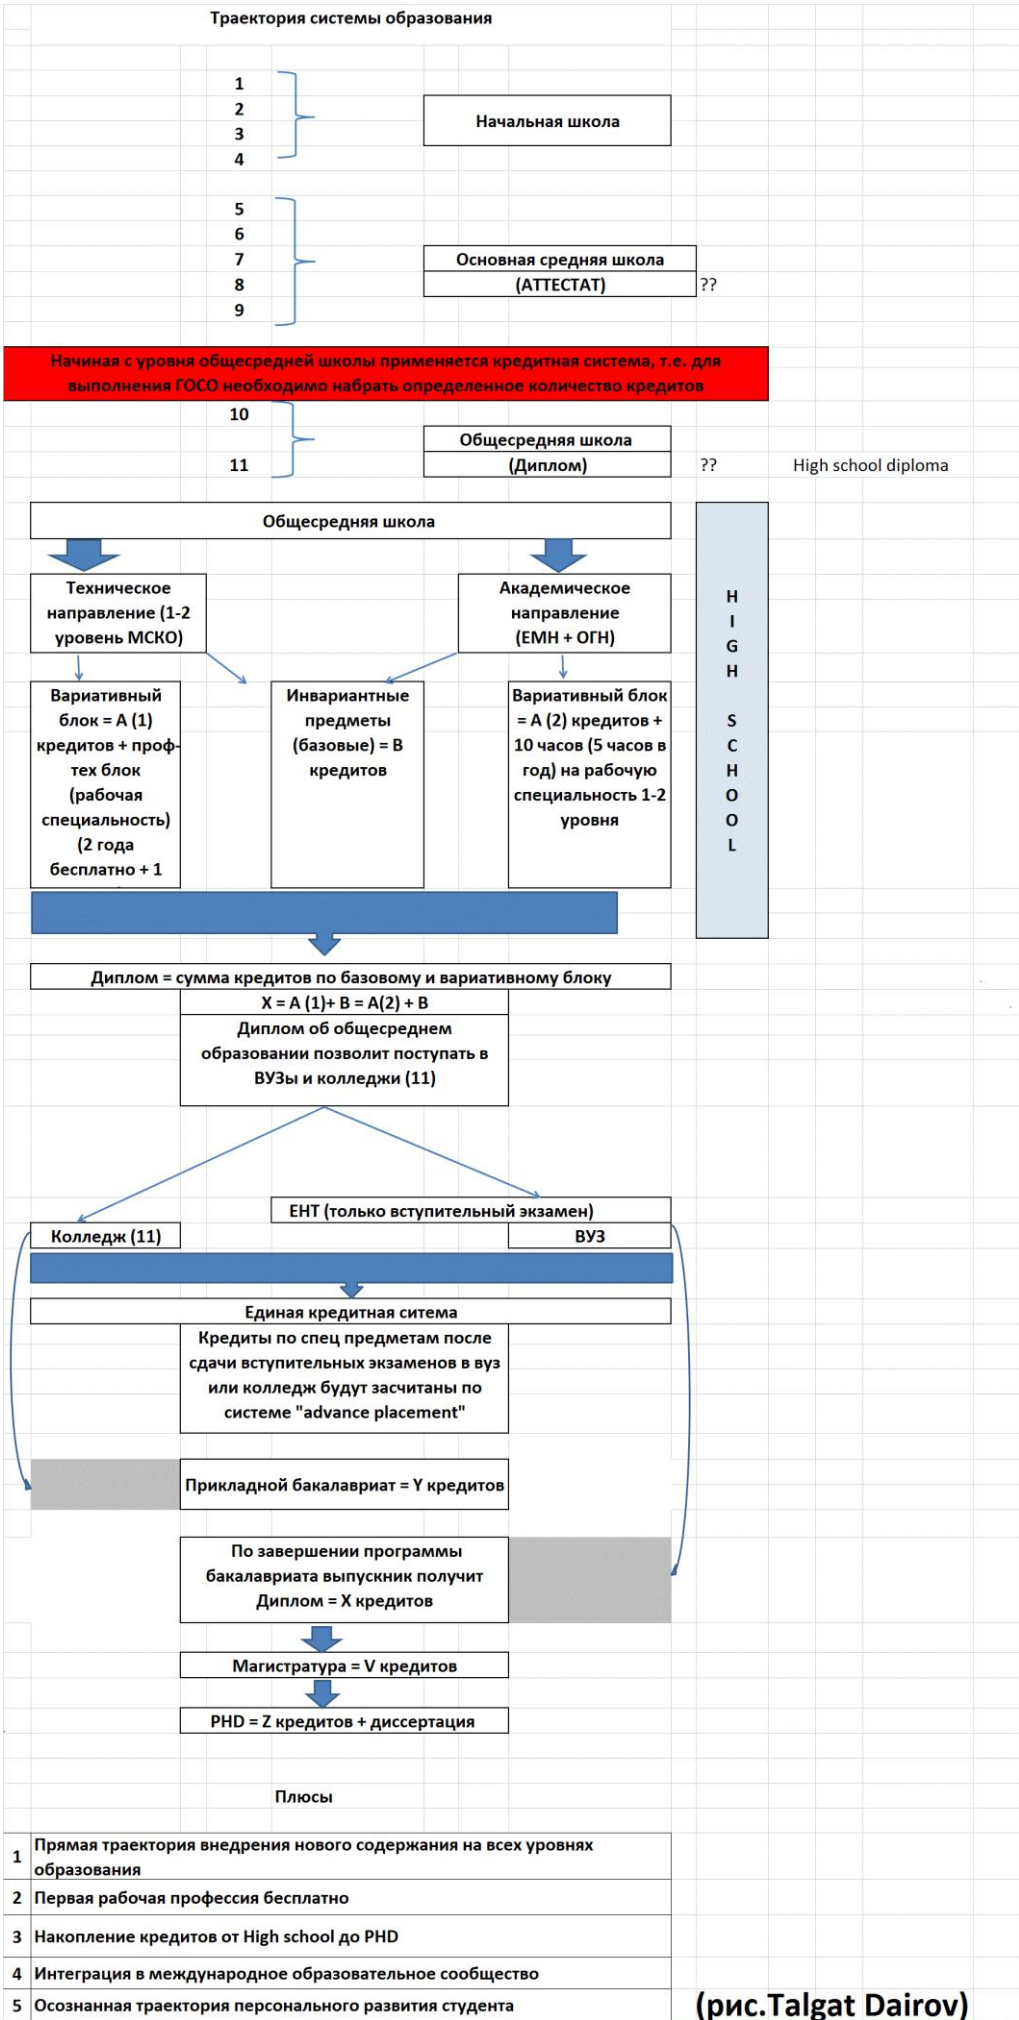 Траектория системы образования
1
2
3
4
Начальная школа
5
6
7
8
9
Основная средняя школа
(АТТЕСТАТ)
??
Начиная с уровня общесредней школы применяется кредитная система, т.е. для
выполнения ГОСО необходимо набрать определенное количество кредитов
10
11
Общесредняя школа
(Диплом)
??
High school diploma
Общесредняя школа
Техническое
направление (1-2
уровень МСКО)
Академическое
направление
(ЕМН + ОГН)
Вариативный
блок = А (1)
кредитов + проф-
тех блок
(рабочая
специальность)
(2 года
бесплатно + 1
Инвариантные
предметы
(базовые) = В
кредитов
Вариативный блок
= А (2) кредитов +
10 часов (5 часов в
год) на рабочую
специальность 1-2
уровня
H
I
G
H
S
C
H
O
O
L
Диплом = сумма кредитов по базовому и вариативному блоку
X = A (1)+ B = A(2) + B
Диплом об общесреднем
образовании позволит поступать в
ВУЗы и колледжи (11)
ЕНТ (только вступительный экзамен)
Колледж (11)
ВУЗ
Единая кредитная ситема
Кредиты по спец предметам после
сдачи вступительных экзаменов в вуз
или колледж будут засчитаны по
системе "advance placement"
Прикладной бакалавриат = Y кредитов
По завершении программы
бакалавриата выпускник получит
Диплом = X кредитов
Магистратура = V кредитов
PHD = Z кредитов + диссертация
Плюсы
1 Прямая траектория внедрения нового содержания на всех уровнях
образования
2 Первая рабочая профессия бесплатно
3 Накопление кредитов от High school до PHD
4 Интеграция в международное образовательное сообщество
5 Осознанная траектория персонального развития студента
(рис.Talgat Dairov)